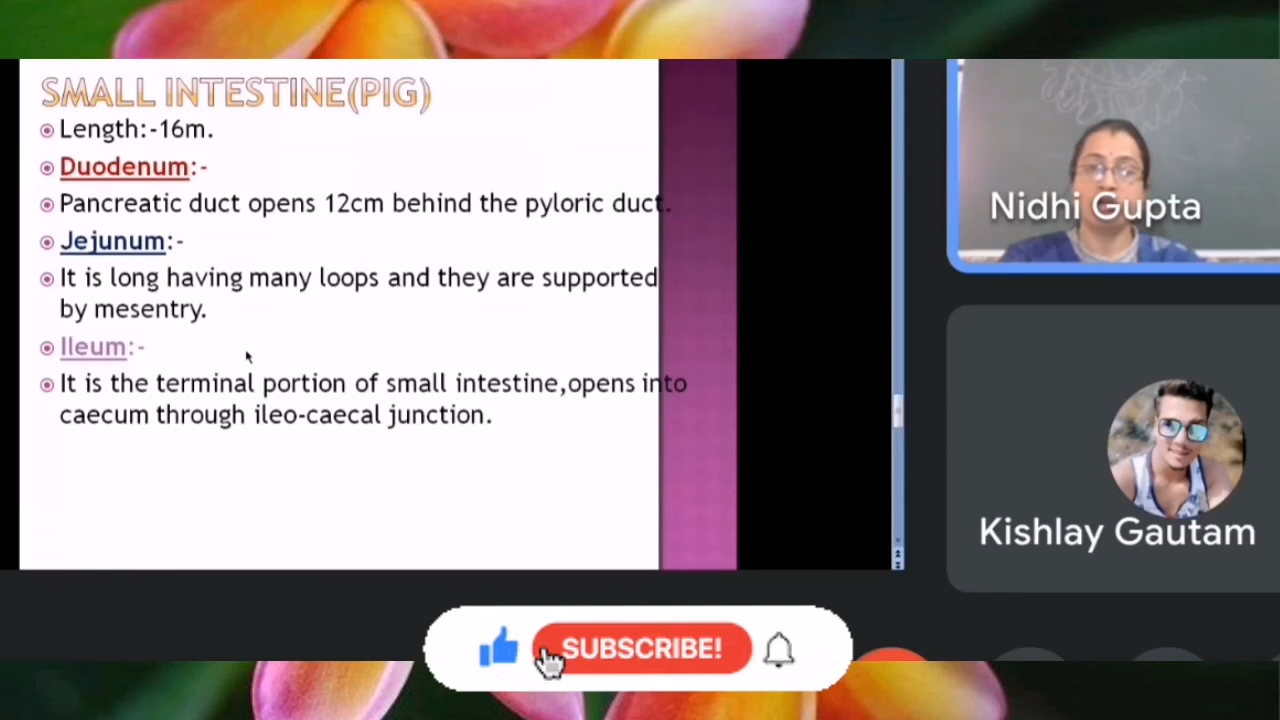 SMALL INTESTINE(PIG)
Length:-16m.
Duodenum:-
Pancreatic duct opens 12cm behind the pyloric duct.
Jejunum:-
It is long having many loops and they are supported
by mesentry.
Ileum:-
It is the terminal portion of small intestine,opens into
caecum through ileo-caecal junction.
Nidhi Gupta
Kishlay Gautam
SUBSCRIBE!